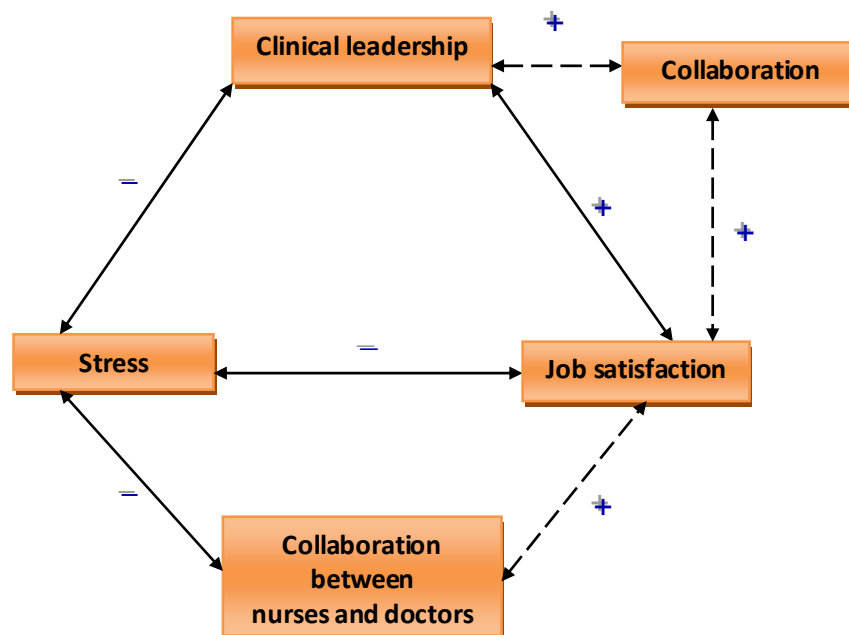 Clinical leadership
+
Collaboration
–
+
+
Stress
–
Job satisfaction
–
+
Collaboration
between
nurses and doctors